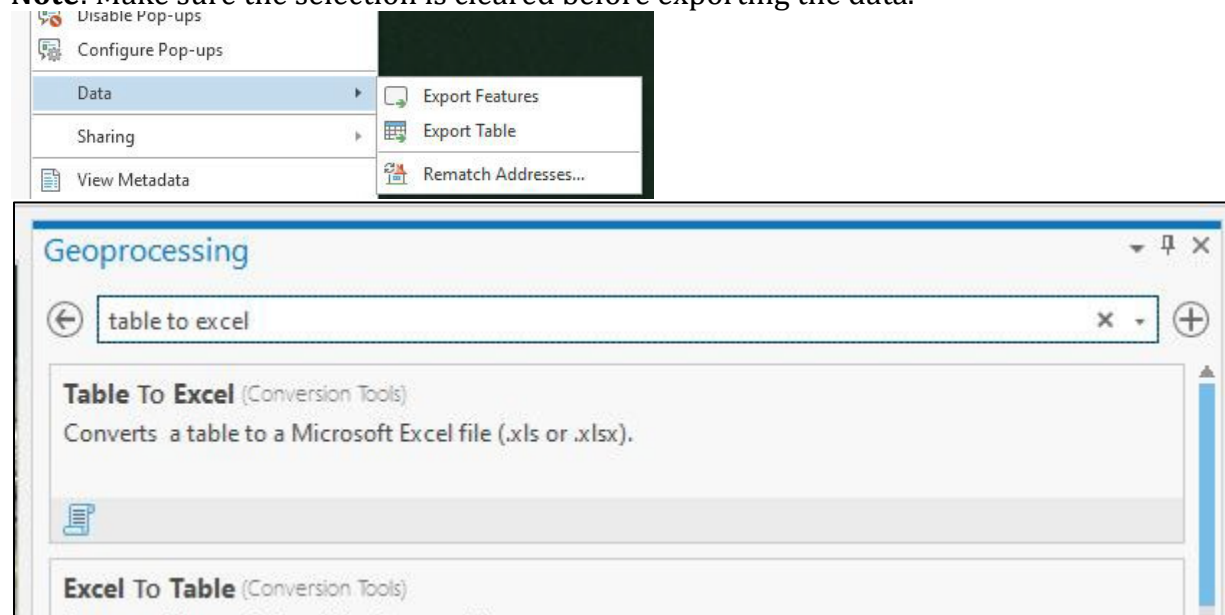 Note: Make sure the selection is cleared before exporting the data.
Disable Pop-ups
Configure Pop-ups
Data
Export Features
Sharing
Export Table
View Metadata
Rematch Addresses...
Geoprocessing
table to excel
Table To Excel (Conversion Tools)
Converts a table to a Microsoft Excel file (.xls or .xlsx).
Excel To Table (Conversion Tools)